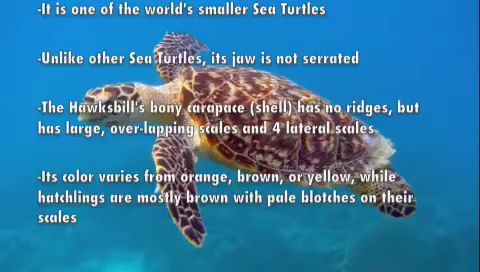 -It is one of the world's smaller Sea Turtles
-Unlike other Sea Turtles, its jaw is not serrated
-The Hawksbill's bony carapace (shell) has no ridges, but
has large, over-lapping scales and 4 lateral scales
-Its color varies from orange, brown, or yellow, while
hatchlings are mostly brown with pale blotches on their
scales